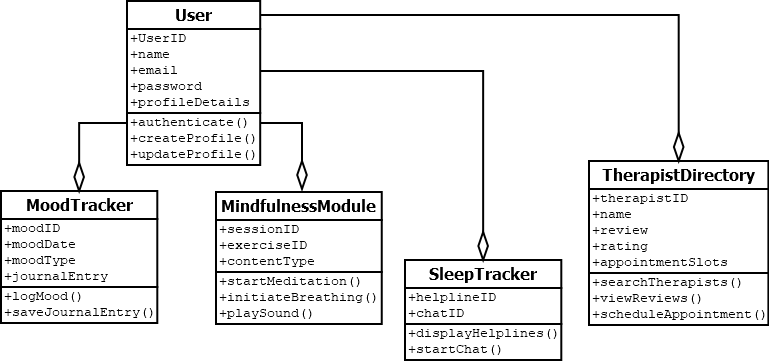 User
+UserID
+name
+email
+password
+profileDetails
+authenticate()
+createProfile()
+updateProfile()
MoodTracker
+moodID
+moodDate
+moodType
+journalEntry
+logMood()
+saveJournalEntry()
MindfulnessModule
+sessionID
+exerciseID
+contentType
+startMeditation()
+initiateBreathing()
+playSound()
SleepTracker
+helplineID
+chatID
+displayHelplines()
+startChat()
TherapistDirectory
+therapistID
+name
+review
+rating
+appointmentSlots
+searchTherapists()
+viewReviews()
+scheduleAppointment()